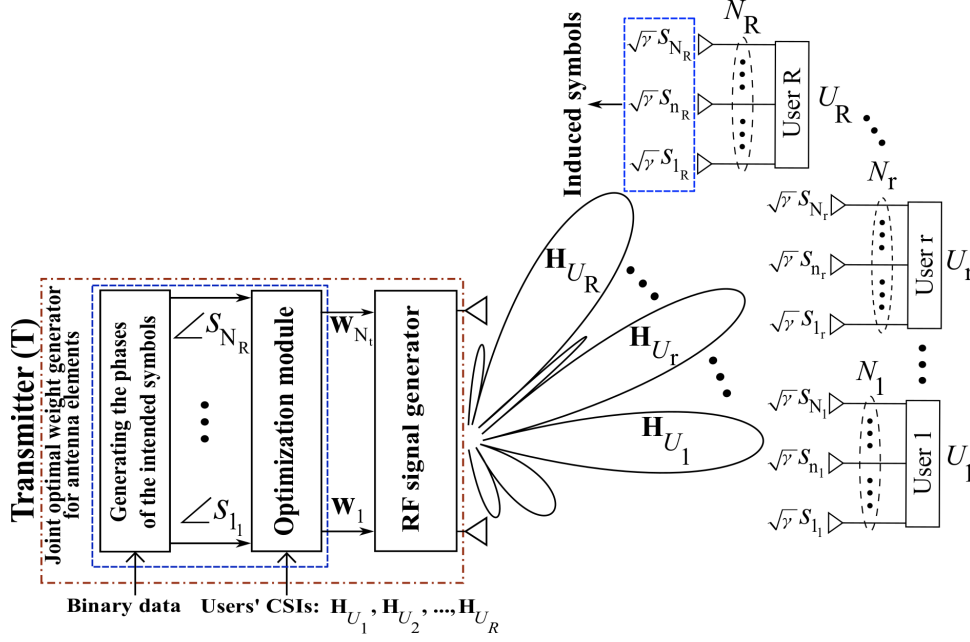 Transmitter (T)
Joint optimal weight generator
for antenna elements
Generating the phases
of the intended symbols
∠S_{N_R}
∠S_{1_1}
Optimization module
w_{N_t}
w_1
RF signal generator
Binary data
Users' CSIs: H_{U_1}, H_{U_2}, ..., H_{U_R}
H_{U_R}
H_{U_r}
H_{U_1}
Induced symbols
√γ S_{N_R}
√γ S_{n_R}
√γ S_{1_R}
N_R
User R
U_R
√γ S_{N_r}
√γ S_{n_r}
√γ S_{1_r}
N_r
User r
U_r
√γ S_{N_1}
√γ S_{n_1}
√γ S_{1_1}
N_1
User 1
U_1